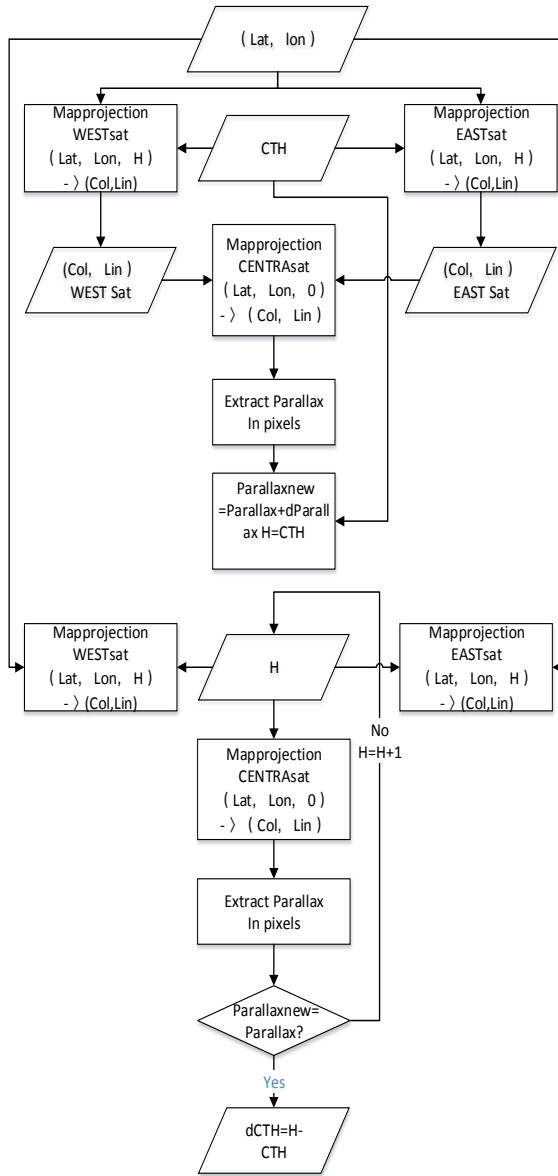 ( Lat, lon )
Mapprojection
WESTsat
( Lat, Lon, H )
- 〉(Col,Lin)
CTH
Mapprojection
EASTsat
( Lat, Lon, H )
- 〉(Col,Lin)
(Col, Lin )
WEST Sat
Mapprojection
CENTRAsat
( Lat, Lon, 0 )
- 〉 ( Col, Lin )
(Col, Lin )
EAST Sat
Extract Parallax
In pixels
Parallaxnew
=Parallax+dParall
ax H=CTH
Mapprojection
WESTsat
( Lat, Lon, H )
- 〉(Col,Lin)
H
Mapprojection
EASTsat
( Lat, Lon, H )
- 〉(Col,Lin)
No
H=H+1
Mapprojection
CENTRAsat
( Lat, Lon, 0 )
- 〉 ( Col, Lin )
Extract Parallax
In pixels
Parallaxnew=
Parallax?
Yes
dCTH=H-
CTH